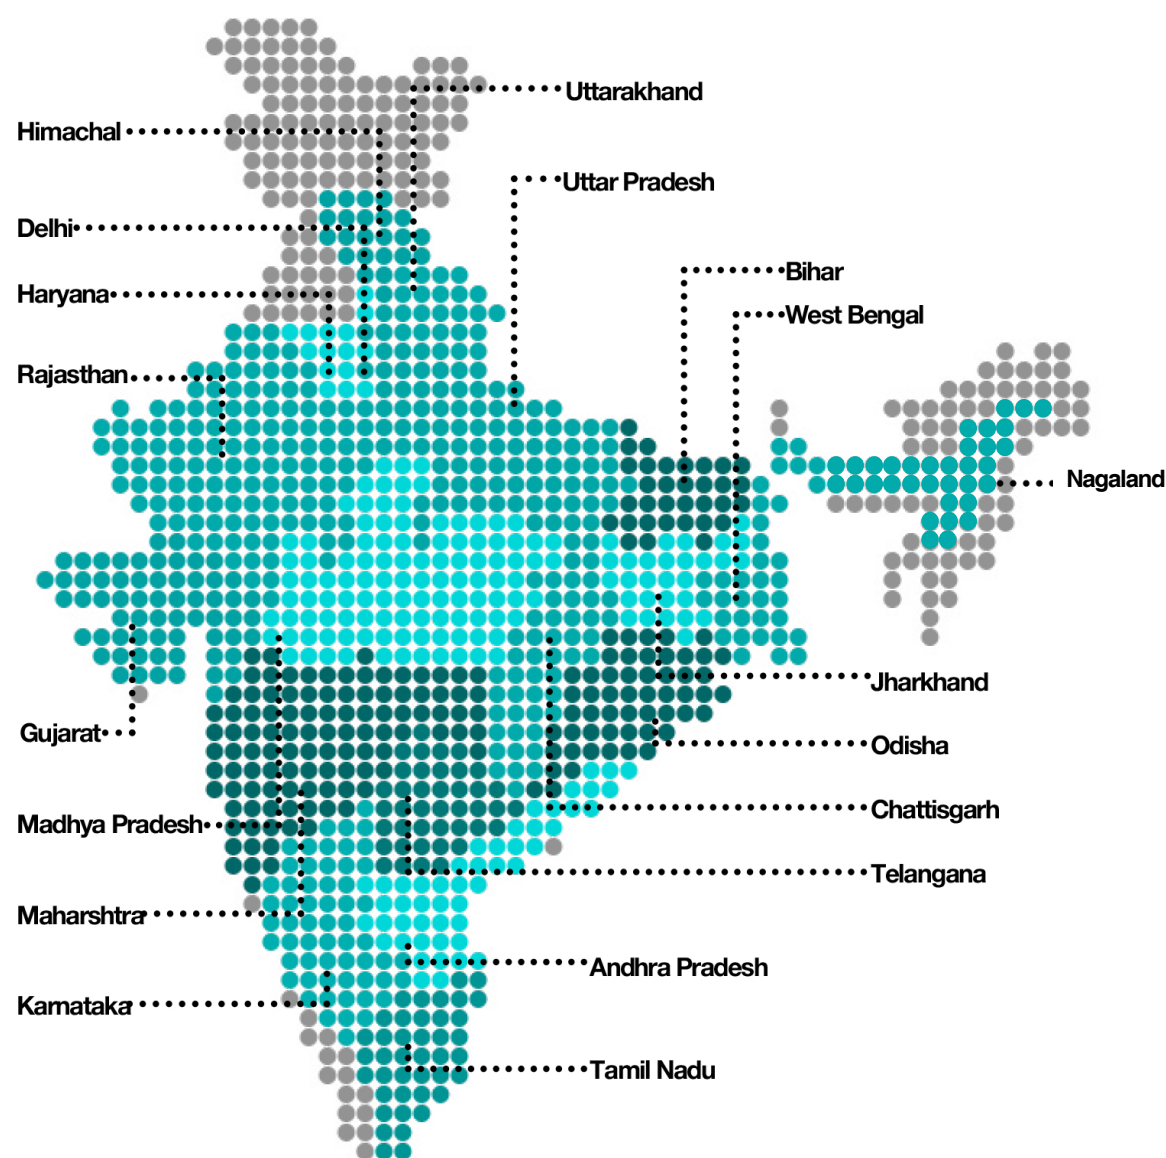 Uttarakhand
Himachal
Uttar Pradesh
Delhi
Bihar
Haryana
West Bengal
Rajasthan
Nagaland
Jharkhand
Gujarat
Odisha
Chattisgarh
Madhya Pradesh
Telangana
Maharshtra
Andhra Pradesh
Karnataka
Tamil Nadu